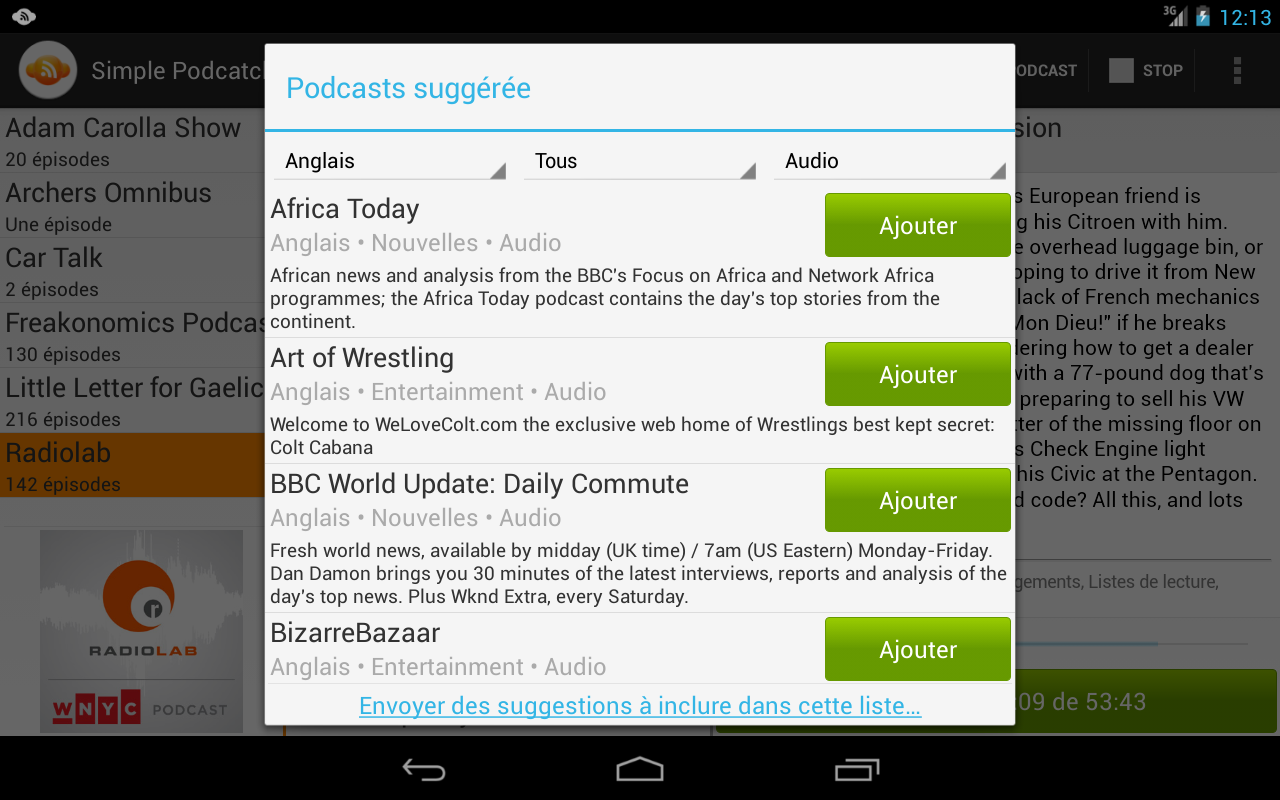 3G 12:13
Simple Podcatc
ODCAST
STOP
Adam Carolla Show
20 épisodes
Archers Omnibus
Une épisode
Car Talk
2 épisodes
Freakonomics Podcas
130 épisodes
Little Letter for Gaelic
216 épisodes
Radiolab
142 épisodes
RADIOLAB
WNYC PODCAST
Podcasts suggérée
Anglais
Tous
Audio
Africa Today
Anglais • Nouvelles • Audio
Ajouter
African news and analysis from the BBC's Focus on Africa and Network Africa
programmes; the Africa Today podcast contains the day's top stories from the
continent.
Art of Wrestling
Anglais • Entertainment • Audio
Ajouter
Welcome to WeLoveColt.com the exclusive web home of Wrestlings best kept secret:
Colt Cabana
BBC World Update: Daily Commute
Anglais • Nouvelles • Audio
Ajouter
Fresh world news, available by midday (UK time) / 7am (US Eastern) Monday-Friday.
Dan Damon brings you 30 minutes of the latest interviews, reports and analysis of the
day's top news. Plus Wknd Extra, every Saturday.
BizarreBazaar
Anglais • Entertainment • Audio
Ajouter
Envoyer des suggestions à inclure dans cette liste…
sion
s European friend is
g his Citroen with him.
e overhead luggage bin, or
oping to drive it from New
lack of French mechanics
Mon Dieu!" if he breaks
dering how to get a dealer
with a 77-pound dog that's
preparing to sell his VW
tter of the missing floor on
s Check Engine light
his Civic at the Pentagon.
d code? All this, and lots
gements, Listes de lecture,
:09 de 53:43